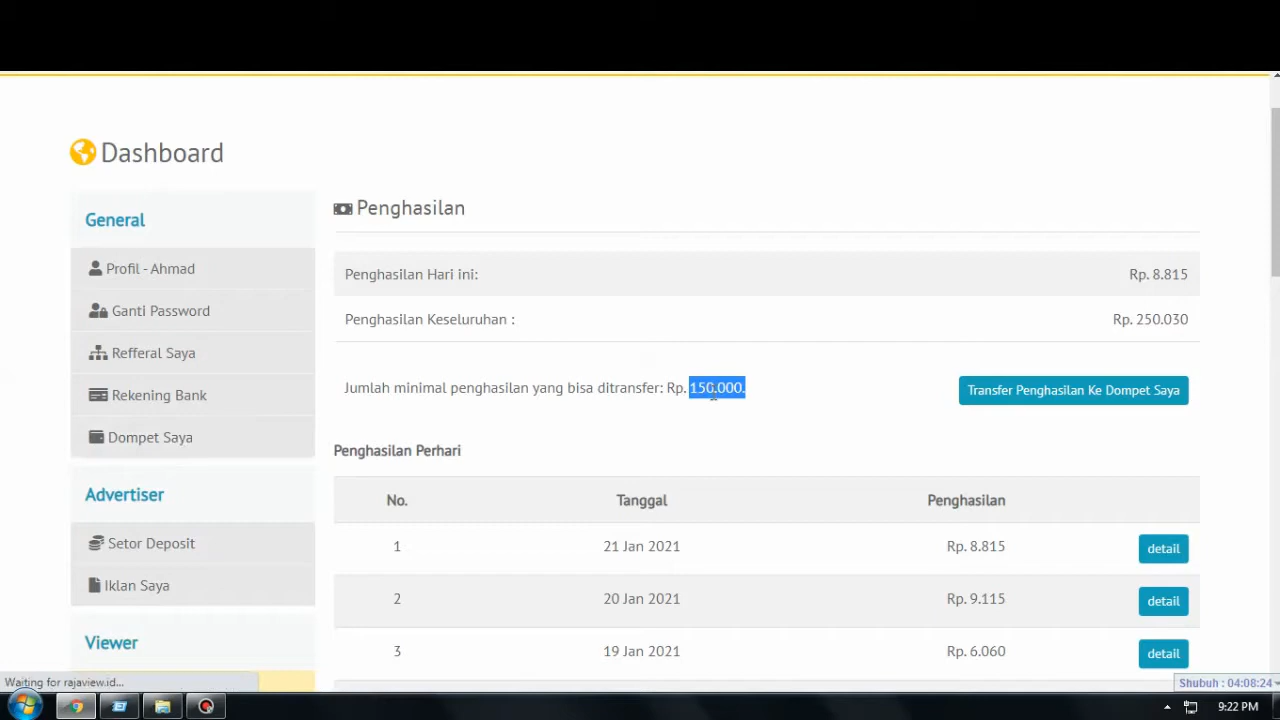 Dashboard
General
Profil - Ahmad
Ganti Password
Refferal Saya
Rekening Bank
Dompet Saya
Advertiser
Setor Deposit
Iklan Saya
Viewer
Penghasilan
Penghasilan Hari ini: Rp. 8.815
Penghasilan Keseluruhan : Rp. 250.030
Jumlah minimal penghasilan yang bisa ditransfer: Rp. 150.000. Transfer Penghasilan Ke Dompet Saya
Penghasilan Perhari
No. Tanggal Penghasilan
1 21 Jan 2021 Rp. 8.815 detail
2 20 Jan 2021 Rp. 9.115 detail
3 19 Jan 2021 Rp. 6.060 detail
Waiting for rajaview.id...
Shubuh : 04:08:24
9:22 PM